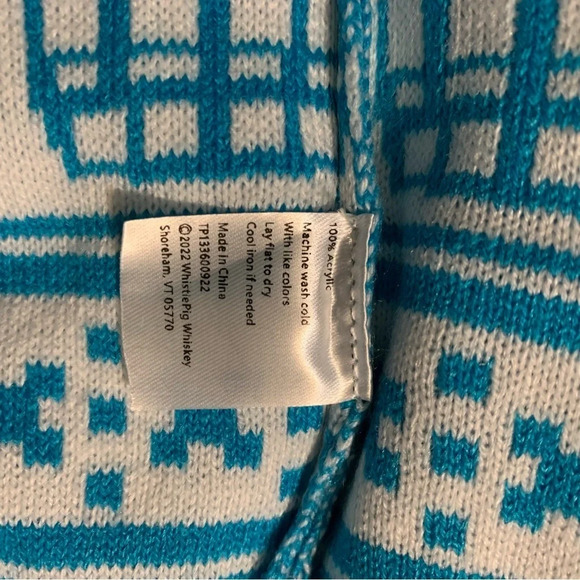 100% Acrylic
Machine wash cold
With like colors
Lay flat to dry
Cool iron if needed
Made in China
TP133600922
©2022 WhistlePig Whiskey
Shoreham, VT 05770